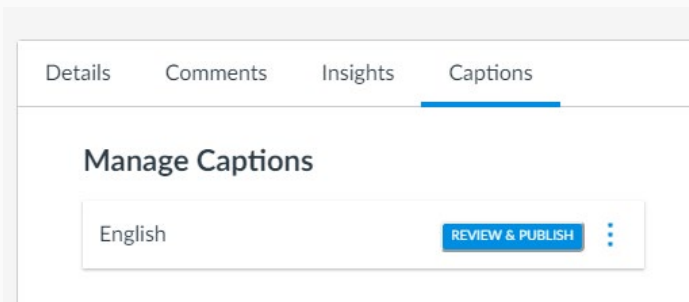 Details Comments Insights Captions
Manage Captions
English REVIEW & PUBLISH